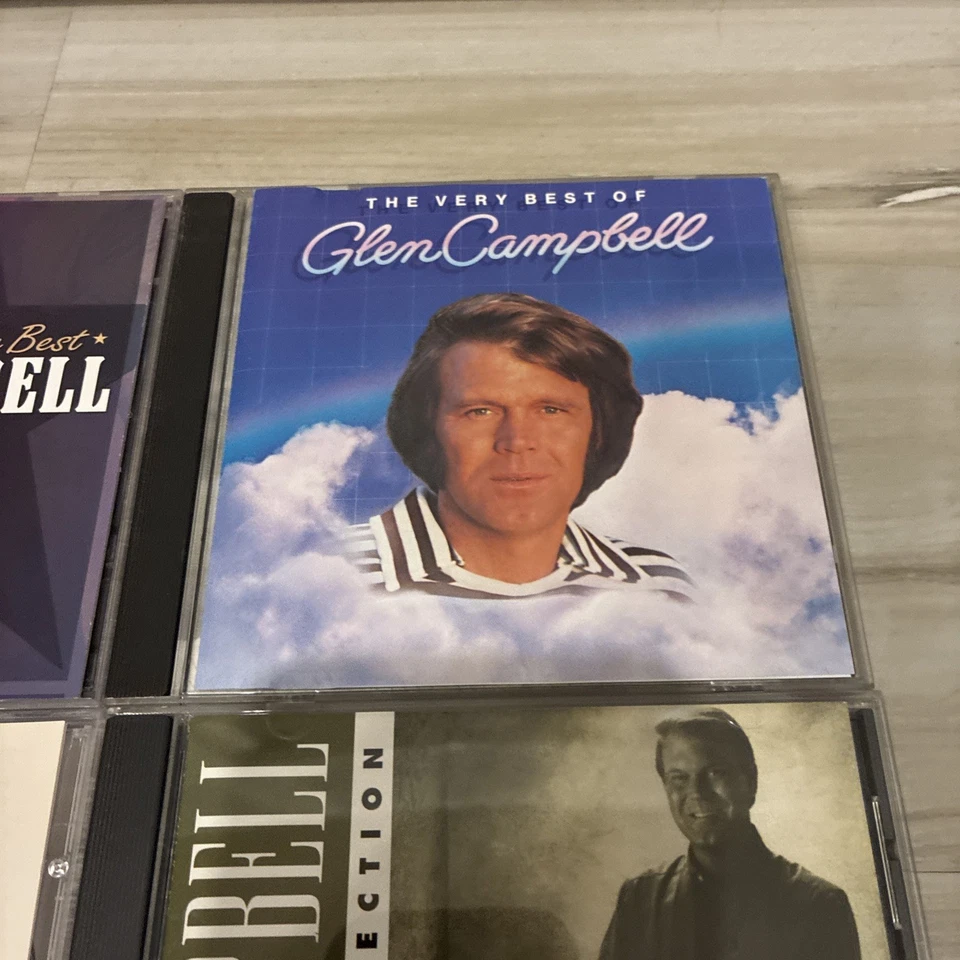 THE VERY BEST OF
Glen Campbell
Best
ELL
BELL
ECTION